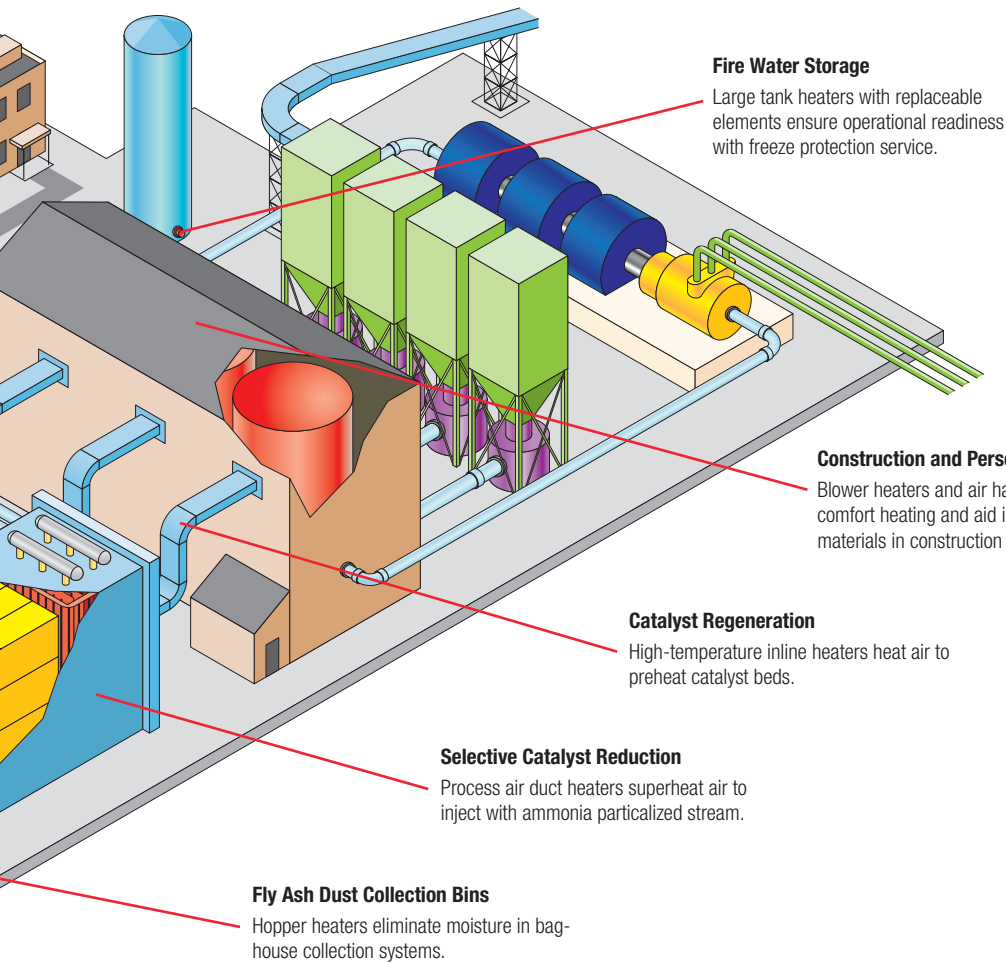 Fire Water Storage
Large tank heaters with replaceable
elements ensure operational readiness
with freeze protection service.
Construction and
Blower heaters and air
comfort heating and aid
materials in construction
Catalyst Regeneration
High-temperature inline heaters heat air to
preheat catalyst beds.
Selective Catalyst Reduction
Process air duct heaters superheat air to
inject with ammonia particalized stream.
Fly Ash Dust Collection Bins
Hopper heaters eliminate moisture in bag-
house collection systems.